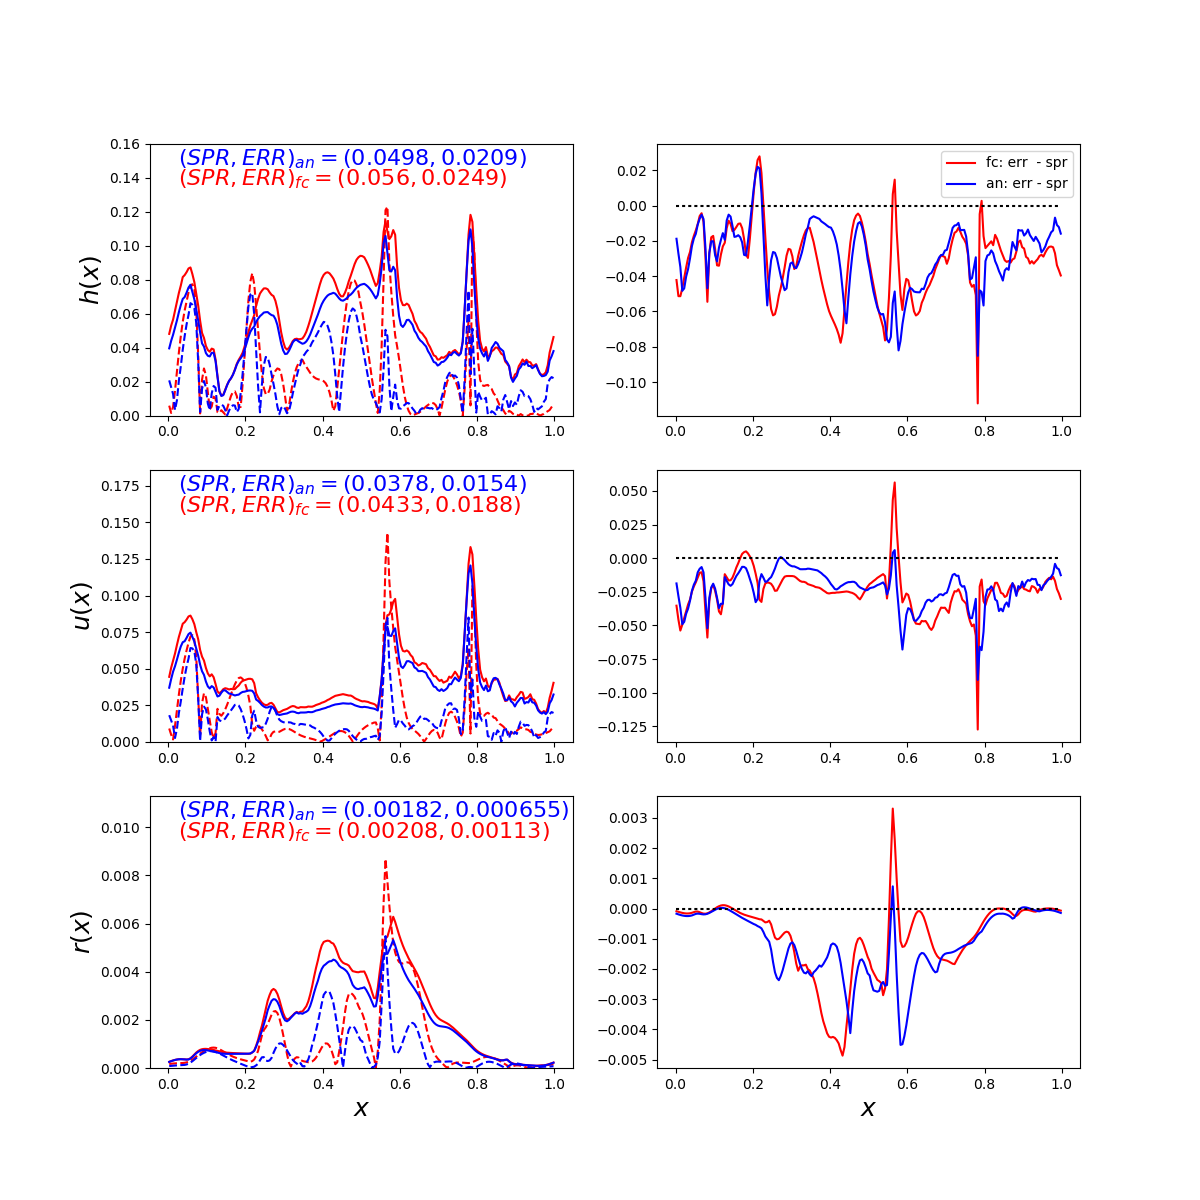 (SPR, ERR)an = (0.0498, 0.0209)
(SPR, ERR)fc = (0.056, 0.0249)
h(x)
0.16
0.14
0.12
0.10
0.08
0.06
0.04
0.02
0.00
0.0 0.2 0.4 0.6 0.8 1.0
fc: err - spr
an: err - spr
0.02
0.00
−0.02
−0.04
−0.06
−0.08
−0.10
0.0 0.2 0.4 0.6 0.8 1.0
(SPR, ERR)an = (0.0378, 0.0154)
(SPR, ERR)fc = (0.0433, 0.0188)
u(x)
0.175
0.150
0.125
0.100
0.075
0.050
0.025
0.000
0.0 0.2 0.4 0.6 0.8 1.0
0.050
0.025
0.000
−0.025
−0.050
−0.075
−0.100
−0.125
0.0 0.2 0.4 0.6 0.8 1.0
(SPR, ERR)an = (0.00182, 0.000655)
(SPR, ERR)fc = (0.00208, 0.00113)
r(x)
0.010
0.008
0.006
0.004
0.002
0.000
0.0 0.2 0.4 0.6 0.8 1.0
x
0.003
0.002
0.001
0.000
−0.001
−0.002
−0.003
−0.004
−0.005
0.0 0.2 0.4 0.6 0.8 1.0
x